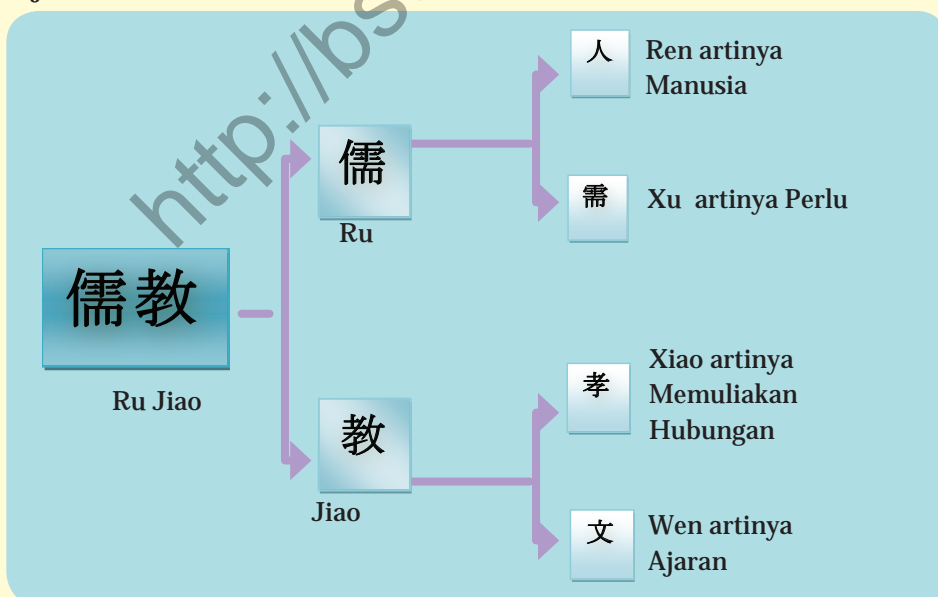 http://bs
儒教
Ru Jiao
儒
Ru
人
Ren artinya
Manusia
需
Xu artinya Perlu
教
Jiao
孝
Xiao artinya
Memuliakan
Hubungan
文
Wen artinya
Ajaran